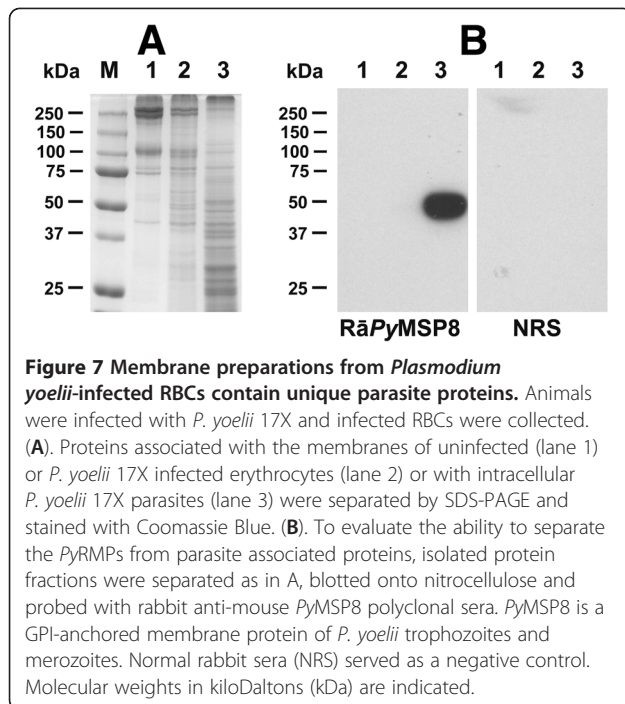 A B
kDa M 1 2 3 kDa 1 2 3 1 2 3
250 250
150 150
100 100
75 75
50 50
37 37
25 25
RāPyMSP8 NRS
Figure 7 Membrane preparations from Plasmodium
yoelii-infected RBCs contain unique parasite proteins. Animals
were infected with P. yoelii 17X and infected RBCs were collected.
(A). Proteins associated with the membranes of uninfected (lane 1)
or P. yoelii 17X infected erythrocytes (lane 2) or with intracellular
P. yoelii 17X parasites (lane 3) were separated by SDS-PAGE and
stained with Coomassie Blue. (B). To evaluate the ability to separate
the PyRMPs from parasite associated proteins, isolated protein
fractions were separated as in A, blotted onto nitrocellulose and
probed with rabbit anti-mouse PyMSP8 polyclonal sera. PyMSP8 is a
GPI-anchored membrane protein of P. yoelii trophozoites and
merozoites. Normal rabbit sera (NRS) served as a negative control.
Molecular weights in kiloDaltons (kDa) are indicated.